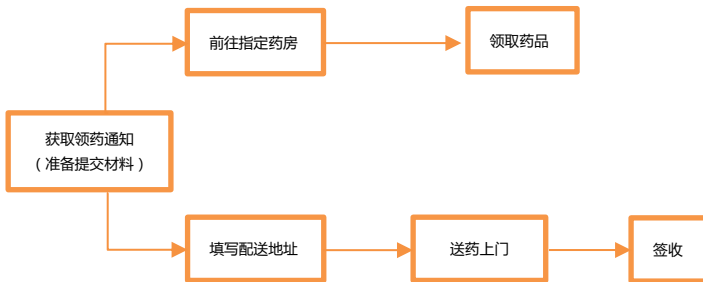 前往指定药房
领取药品
获取领药通知
（准备提交材料）
填写配送地址
送药上门
签收